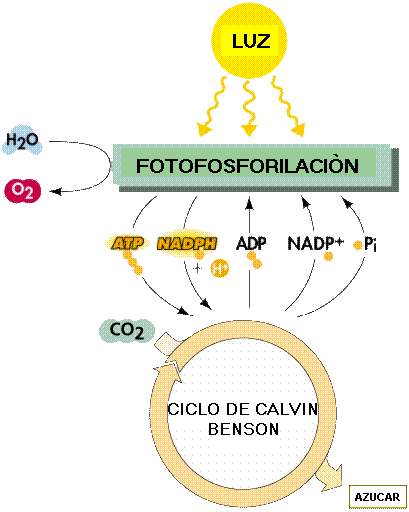 LUZ
H2O
FOTOFOSFORILACIÒN
O2
ATP NADPH ADP NADP+ Pi
+ H+
CO2
CICLO DE CALVIN
BENSON
AZUCAR